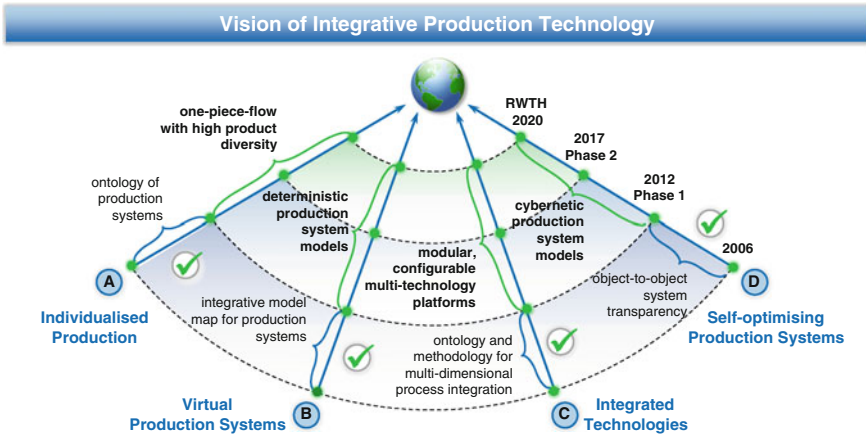 Vision of Integrative Production Technology
one-piece-flow
with high product
diversity
RWTH
2020
2017
Phase 2
2012
Phase 1
2006
ontology of
production
systems
deterministic
production
system
models
cybernetic
production
system
models
modular,
configurable
multi-technology
platforms
integrative model
map for production
systems
object-to-object
system
transparency
ontology and
methodology for
multi-dimensional
process integration
A
Individualised
Production
B
Virtual
Production Systems
C
Integrated
Technologies
D
Self-optimising
Production Systems